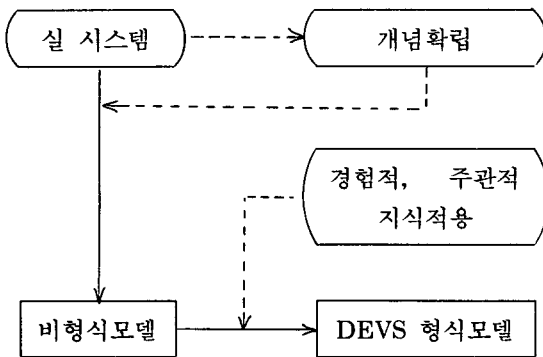 실 시스템
개념확립
경험적, 주관적
지식적용
비형식모델
DEVS 형식모델